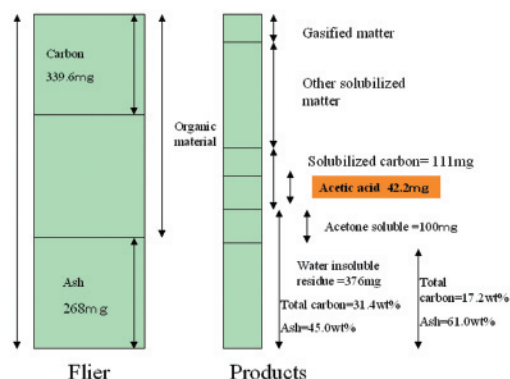 Carbon
339.6mg
Organic
material
Ash
268mg
Flier
Gasified matter
Other solubilized
matter
Solubilized carbon= 111mg
Acetic acid 42.2mg
Acetone soluble =100mg
Water insoluble
residue =376mg
Total carbon=31.4wt%
Ash=45.0wt%
Total
carbon=17.2wt%
Ash=61.0wt%
Products